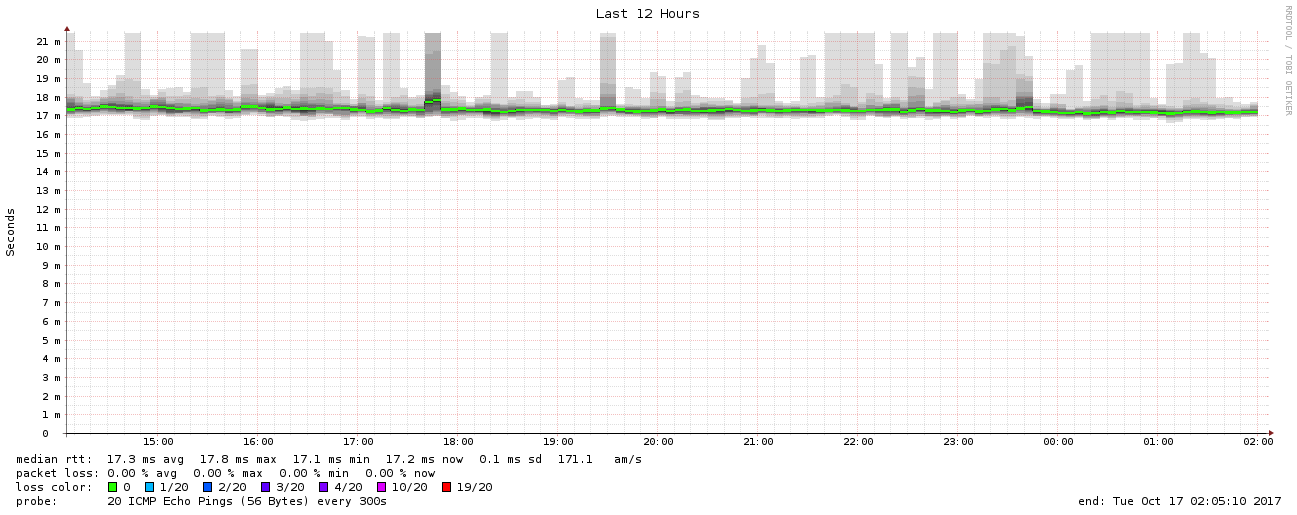 Last 12 Hours
RRDTOOL / TOBI OETIKER
Seconds
21 m
20 m
19 m
18 m
17 m
16 m
15 m
14 m
13 m
12 m
11 m
10 m
9 m
8 m
7 m
6 m
5 m
4 m
3 m
2 m
1 m
0
15:00 16:00 17:00 18:00 19:00 20:00 21:00 22:00 23:00 00:00 01:00 02:00
median rtt: 17.3 ms avg 17.8 ms max 17.1 ms min 17.2 ms now 0.1 ms sd 171.1 am/s
packet loss: 0.00 % avg 0.00 % max 0.00 % min 0.00 % now
loss color: 0 1/20 2/20 3/20 4/20 10/20 19/20
probe: 20 ICMP Echo Pings (56 Bytes) every 300s end: Tue Oct 17 02:05:10 2017